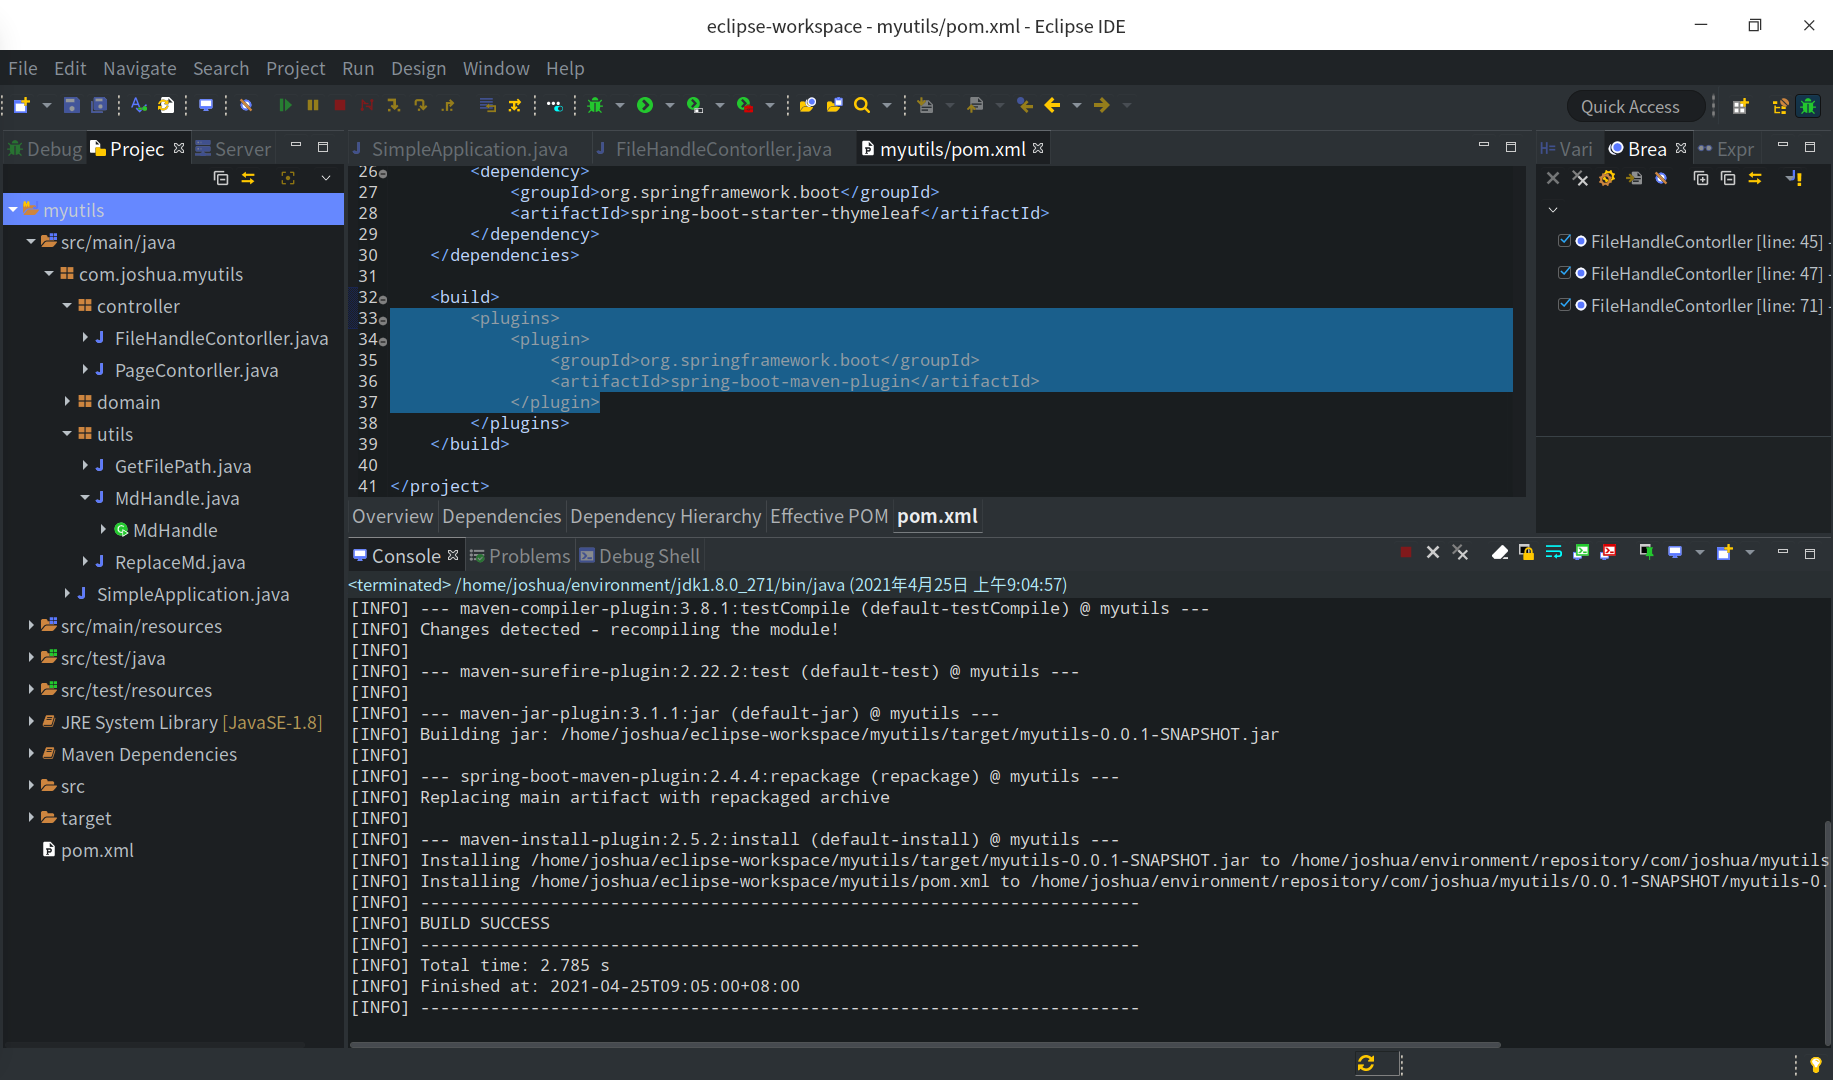 eclipse-workspace - myutils/pom.xml - Eclipse IDE
File Edit Navigate Search Project Run Design Window Help
Quick Access
Debug Projec Server
myutils
src/main/java
com.joshua.myutils
controller
FileHandleContorller.java
PageContorller.java
domain
utils
GetFilePath.java
MdHandle.java
MdHandle
ReplaceMd.java
SimpleApplication.java
src/main/resources
src/test/java
src/test/resources
JRE System Library [JavaSE-1.8]
Maven Dependencies
src
target
pom.xml
SimpleApplication.java FileHandleContorller.java myutils/pom.xml
26 <dependency>
27 <groupId>org.springframework.boot</groupId>
28 <artifactId>spring-boot-starter-thymeleaf</artifactId>
29 </dependency>
30 </dependencies>
31
32 <build>
33 <plugins>
34 <plugin>
35 <groupId>org.springframework.boot</groupId>
36 <artifactId>spring-boot-maven-plugin</artifactId>
37 </plugin>
38 </plugins>
39 </build>
40
41 </project>
Overview Dependencies Dependency Hierarchy Effective POM pom.xml
Vari Brea Expr
FileHandleContorller [line: 45] -
FileHandleContorller [line: 47] -
FileHandleContorller [line: 71] -
Console Problems Debug Shell
<terminated> /home/joshua/environment/jdk1.8.0_271/bin/java (2021年4月25日 上午9:04:57)
[INFO] --- maven-compiler-plugin:3.8.1:testCompile (default-testCompile) @ myutils ---
[INFO] Changes detected - recompiling the module!
[INFO]
[INFO] --- maven-surefire-plugin:2.22.2:test (default-test) @ myutils ---
[INFO]
[INFO] --- maven-jar-plugin:3.1.1:jar (default-jar) @ myutils ---
[INFO] Building jar: /home/joshua/eclipse-workspace/myutils/target/myutils-0.0.1-SNAPSHOT.jar
[INFO]
[INFO] --- spring-boot-maven-plugin:2.4.4:repackage (repackage) @ myutils ---
[INFO] Replacing main artifact with repackaged archive
[INFO]
[INFO] --- maven-install-plugin:2.5.2:install (default-install) @ myutils ---
[INFO] Installing /home/joshua/eclipse-workspace/myutils/target/myutils-0.0.1-SNAPSHOT.jar to /home/joshua/environment/repository/com/joshua/myutils
[INFO] Installing /home/joshua/eclipse-workspace/myutils/pom.xml to /home/joshua/environment/repository/com/joshua/myutils/0.0.1-SNAPSHOT/myutils-0.
[INFO] ------------------------------------------------------------------------
[INFO] BUILD SUCCESS
[INFO] ------------------------------------------------------------------------
[INFO] Total time: 2.785 s
[INFO] Finished at: 2021-04-25T09:05:00+08:00
[INFO] ------------------------------------------------------------------------